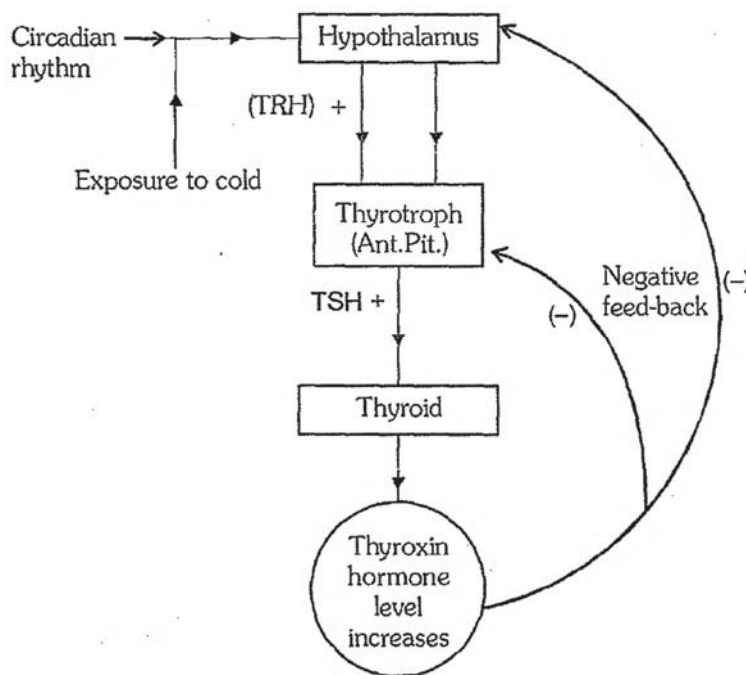 Circadian
rhythm
Hypothalamus
(TRH) +
Exposure to cold
Thyrotroph
(Ant.Pit.)
Negative
feed-back
(–)
(–)
TSH +
Thyroid
Thyroxin
hormone
level
increases